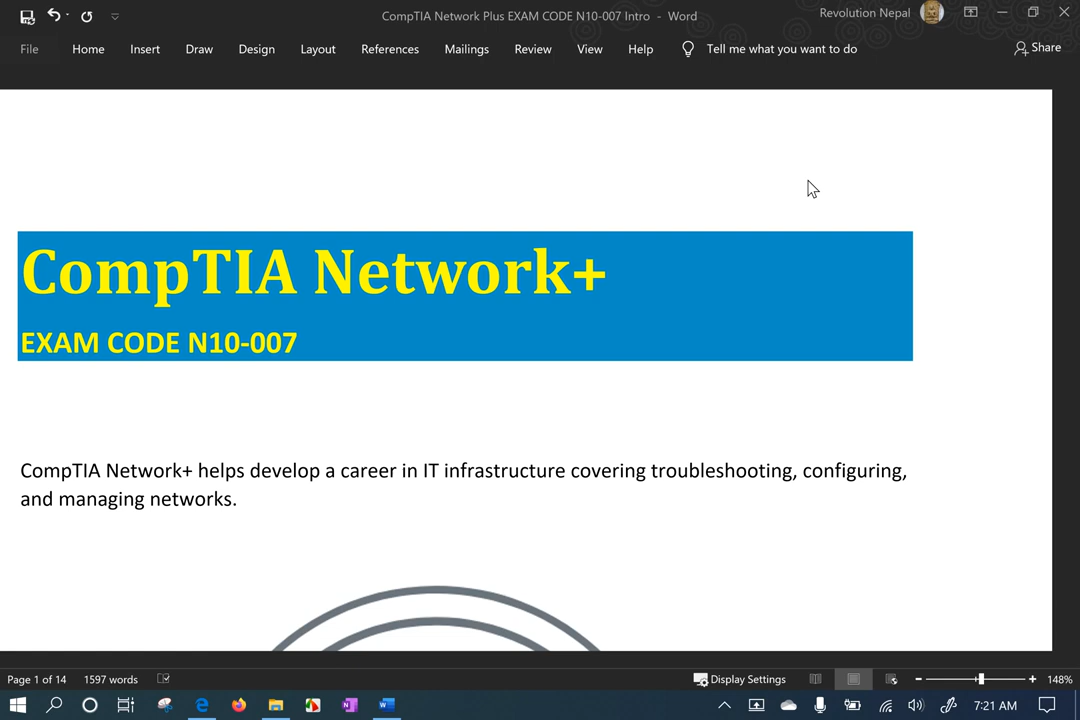 CompTIA Network Plus EXAM CODE N10-007 Intro - Word
Revolution Nepal
File Home Insert Draw Design Layout References Mailings Review View Help Tell me what you want to do Share
CompTIA Network+
EXAM CODE N10-007
CompTIA Network+ helps develop a career in IT infrastructure covering troubleshooting, configuring,
and managing networks.
Page 1 of 14 1597 words Display Settings 148%
7:21 AM